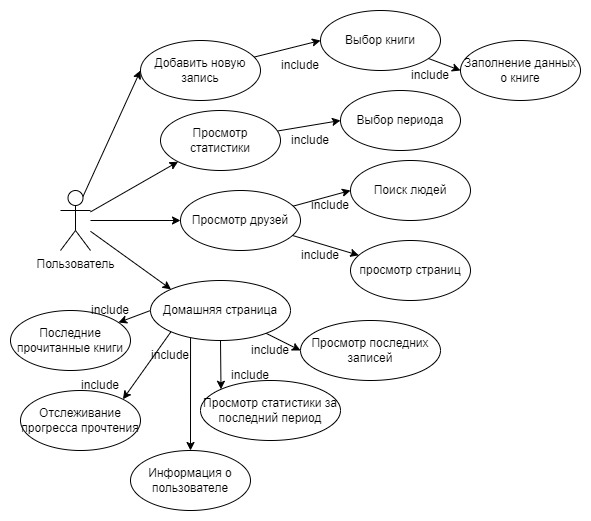 Добавить новую
запись
include
Выбор книги
include
Заполнение данных
о книге
Просмотр
статистики
include
Выбор периода
Просмотр друзей
include
Поиск людей
include
просмотр страниц
Пользователь
Домашняя страница
include
Последние
прочитанные книги
include
Отслеживание
прогресса прочтения
include
Информация о
пользователе
include
Просмотр статистики за
последний период
include
Просмотр последних
записей